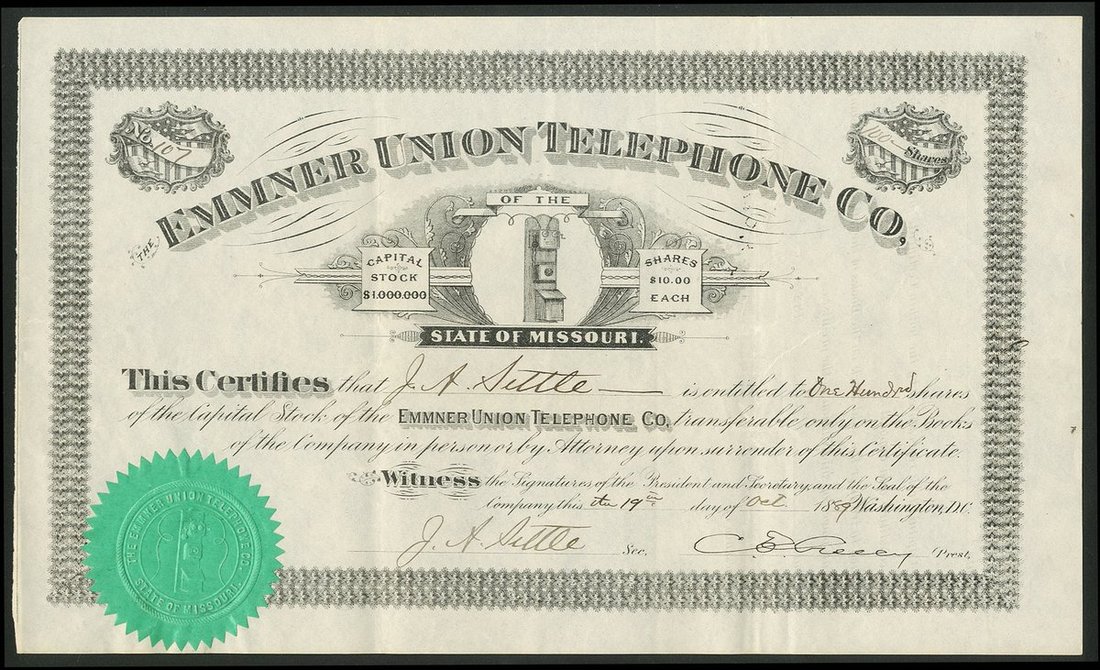 No. 107
100 Shares
THE EMMNER UNION TELEPHONE CO,
OF THE
CAPITAL STOCK $1.000.000
SHARES $10.00 EACH
STATE OF MISSOURI.
This Certifies that J. A. Settle is entitled to One Hundred shares
of the Capital Stock of the EMMNER UNION TELEPHONE CO, transferable only on the Books
of the Company in person or by Attorney upon surrender of this Certificate.
Witness the Signatures of the President and Secretary, and the Seal of the
Company this the 19th day of Oct 1889 Washington, D.C.
J. A. Settle Sec. Prest.
THE EMMNER UNION TELEPHONE CO.
STATE OF MISSOURI.